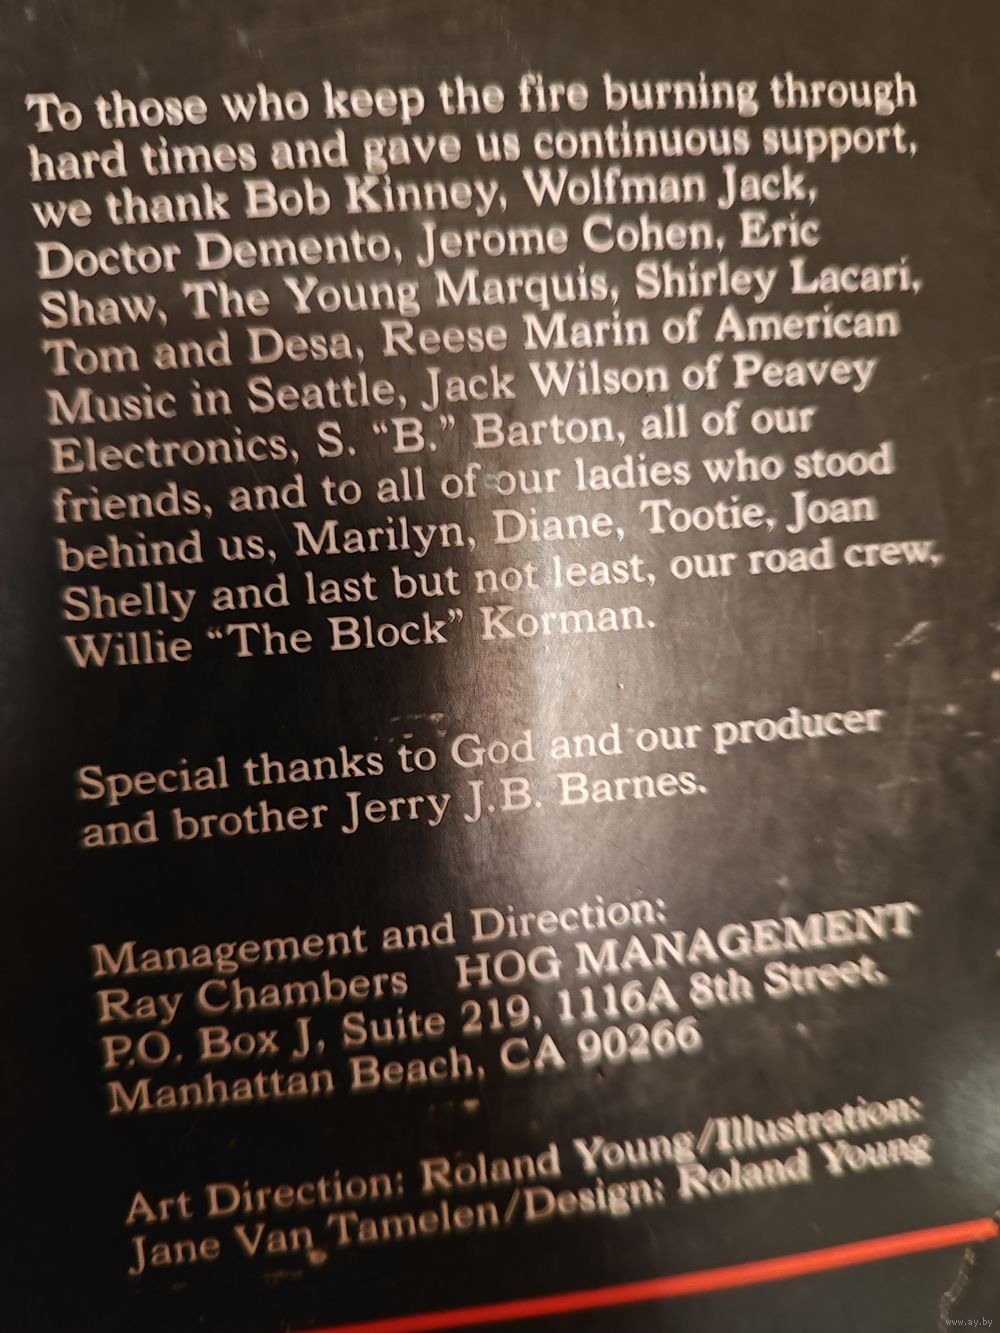 To those who keep the fire burning through
hard times and gave us continuous support,
we thank Bob Kinney, Wolfman Jack,
Doctor Demento, Jerome Cohen, Eric
Shaw, The Young Marquis, Shirley Lacari,
Tom and Desa, Reese Marin of American
Music in Seattle, Jack Wilson of Peavey
Electronics, S. “B.” Barton, all of our
friends, and to all of our ladies who stood
behind us, Marilyn, Diane, Tootie, Joan
Shelly and last but not least, our road crew,
Willie “The Block” Korman.
Special thanks to God and our producer
and brother Jerry J.B. Barnes.
Management and Direction:
Ray Chambers HOG MANAGEMENT
P.O. Box J, Suite 219, 1116A 8th Street,
Manhattan Beach, CA 90266
Art Direction: Roland Young/Illustration:
Jane Van Tamelen/Design: Roland Young
www.ay.by